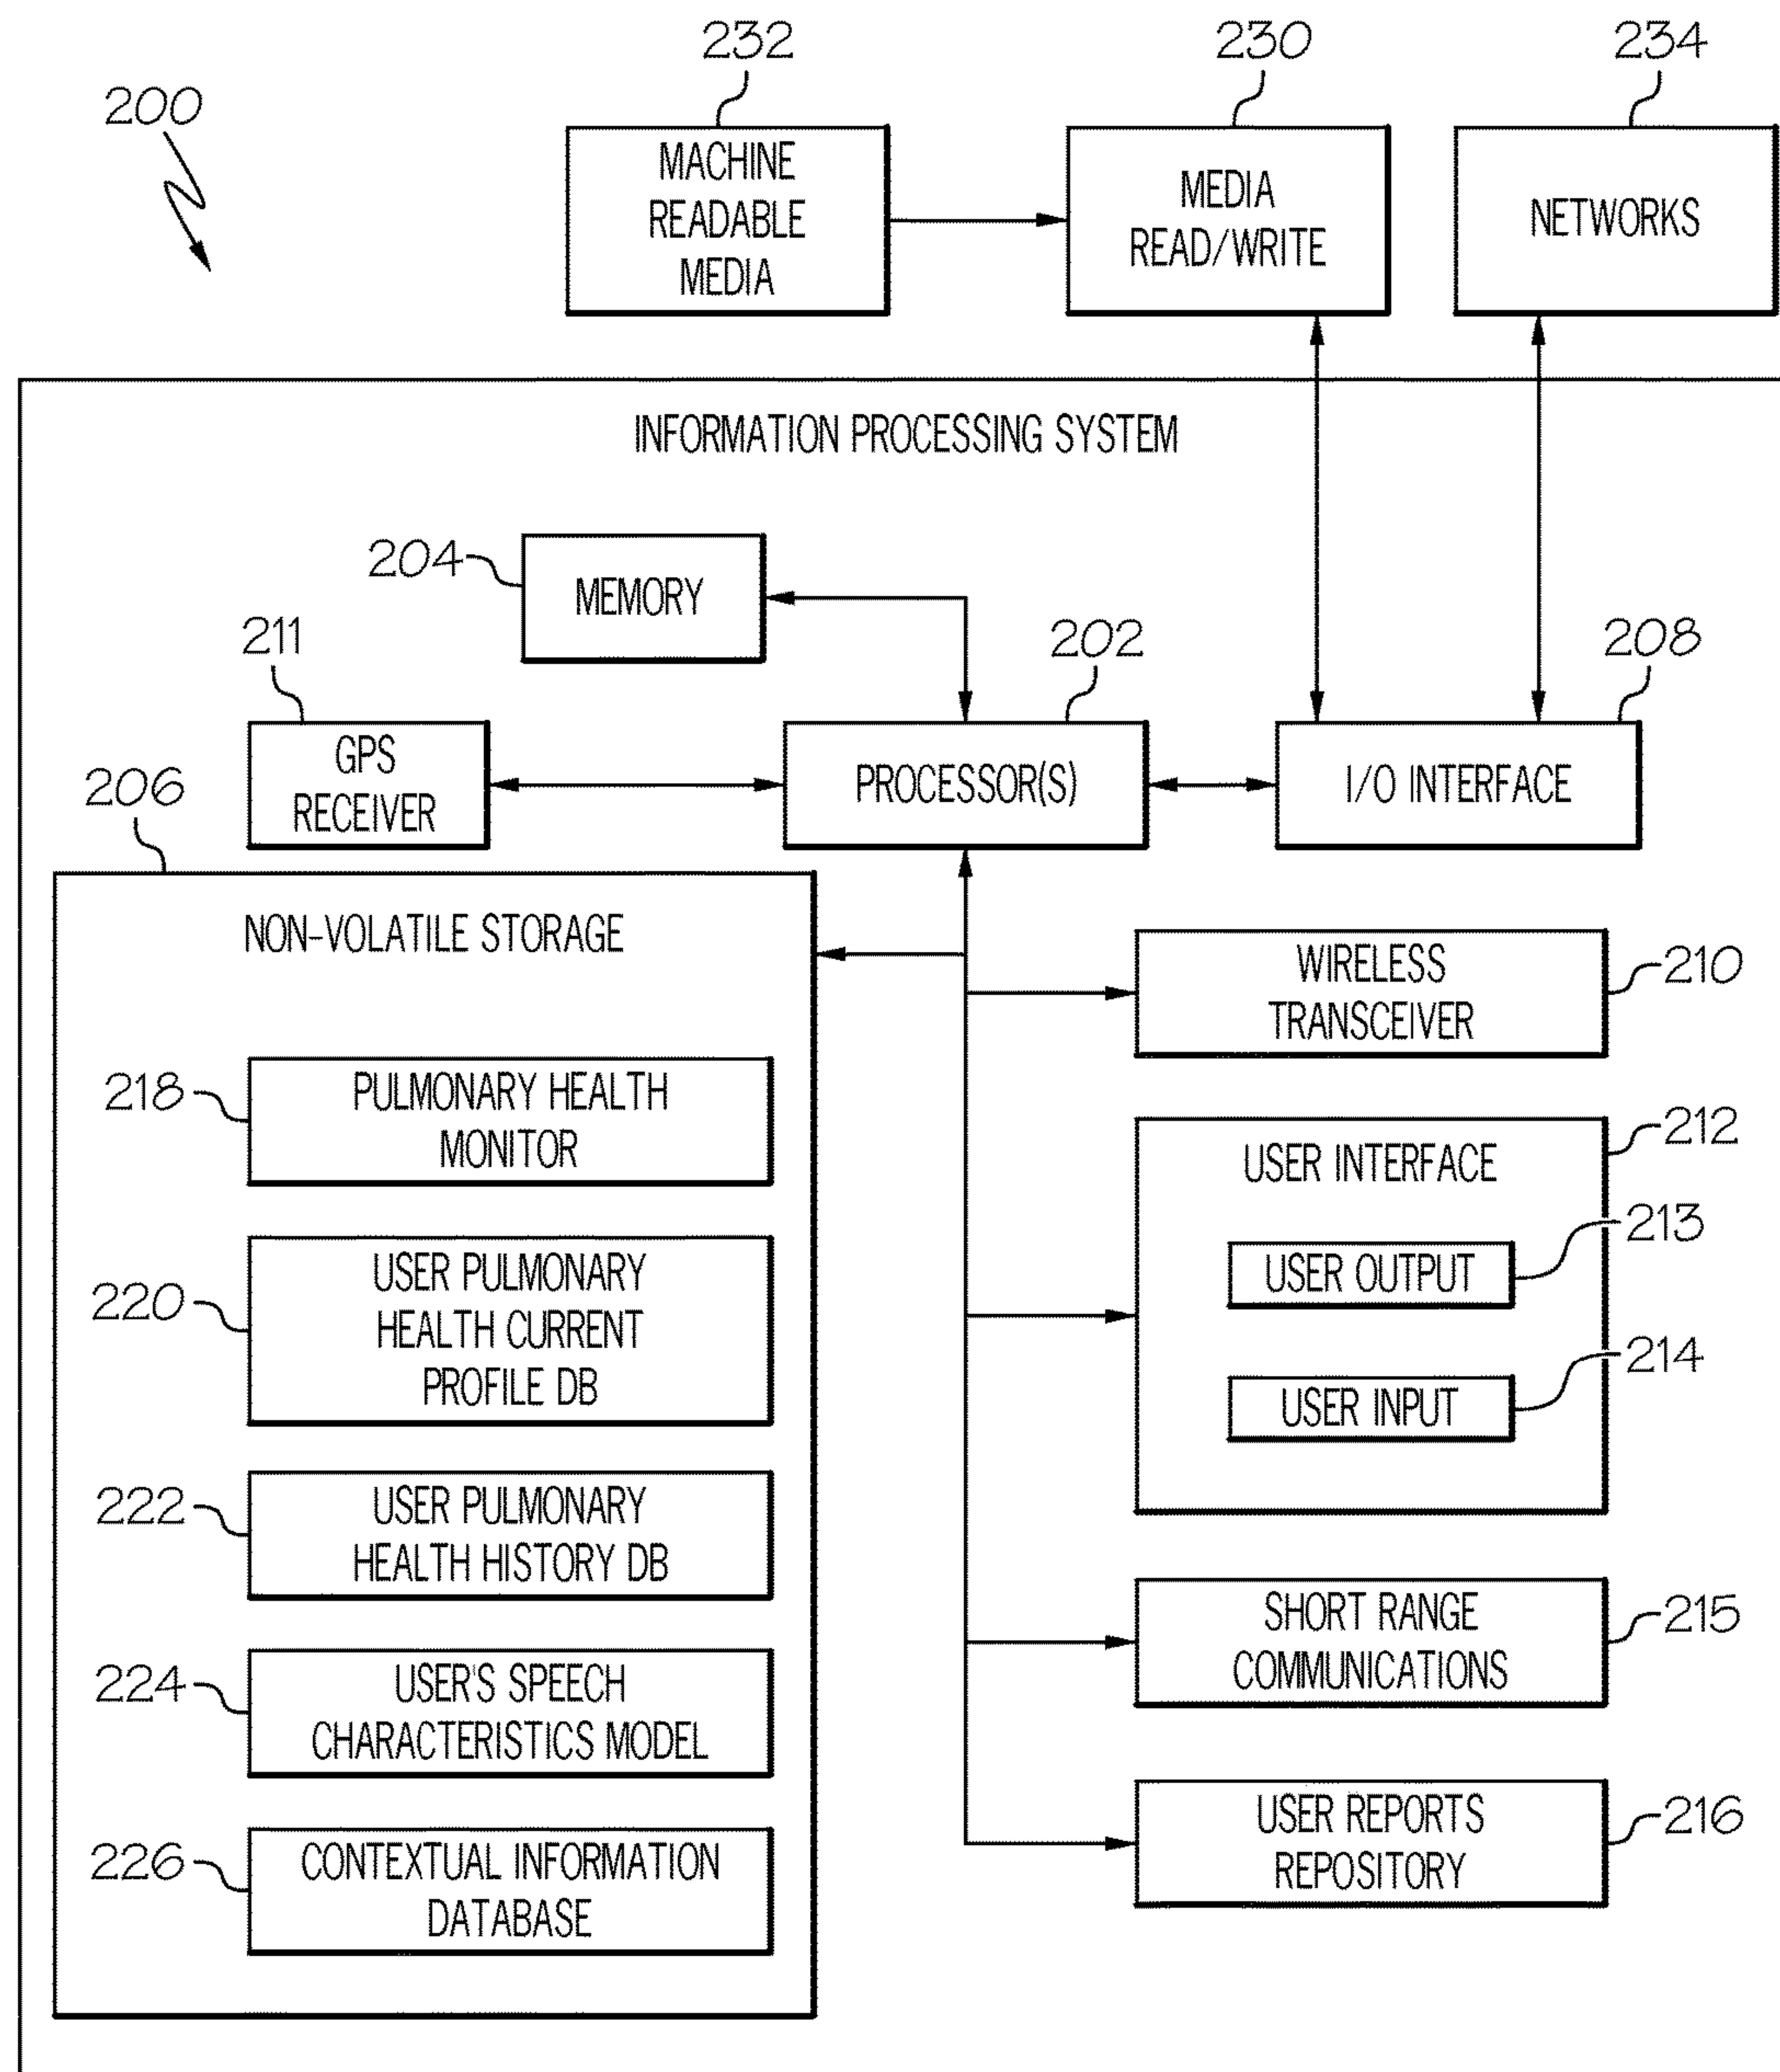 232
230
234
200
MACHINE
READABLE
MEDIA
MEDIA
READ/WRITE
NETWORKS
INFORMATION PROCESSING SYSTEM
204
MEMORY
211
202
208
GPS
RECEIVER
PROCESSOR(S)
I/O INTERFACE
206
NON-VOLATILE STORAGE
218
PULMONARY HEALTH
MONITOR
220
USER PULMONARY
HEALTH CURRENT
PROFILE DB
222
USER PULMONARY
HEALTH HISTORY DB
224
USER'S SPEECH
CHARACTERISTICS MODEL
226
CONTEXTUAL INFORMATION
DATABASE
WIRELESS
TRANSCEIVER
210
212
USER INTERFACE
213
USER OUTPUT
214
USER INPUT
SHORT RANGE
COMMUNICATIONS
215
USER REPORTS
REPOSITORY
216